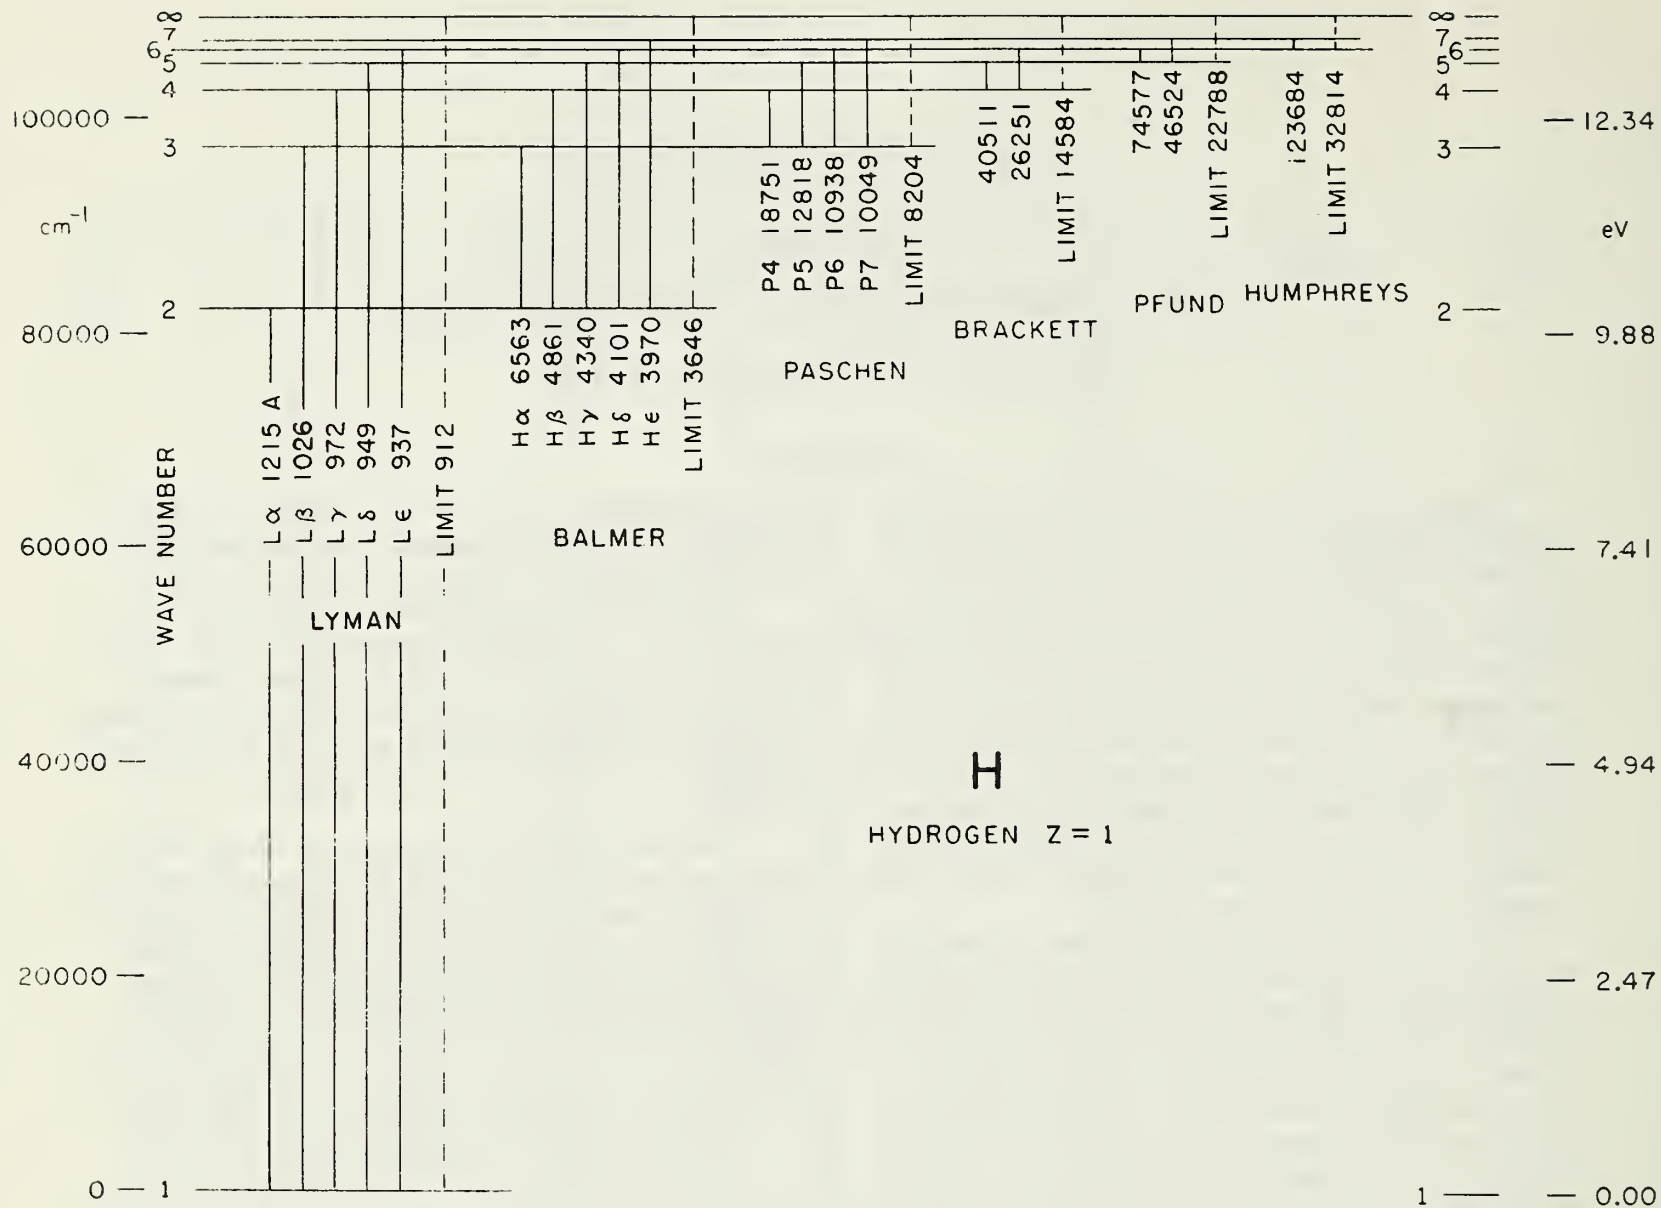 ∞ ∞
7 7
6 6
5 5
4 4
100000 12.34
3 3
cm⁻¹ eV
2 2
80000 9.88
WAVE NUMBER
60000 7.41
40000 4.94
20000 2.47
0 1 1 0.00
Lα 1215 A
Lβ 1026
Lγ 972
Lδ 949
Lϵ 937
LIMIT 912
LYMAN
Hα 6563
Hβ 4861
Hγ 4340
Hδ 4101
Hϵ 3970
LIMIT 3646
BALMER
P4 18751
P5 12818
P6 10938
P7 10049
LIMIT 8204
PASCHEN
40511
26251
LIMIT 14584
BRACKETT
74577
46524
LIMIT 22788
PFUND
123684
LIMIT 32814
HUMPHREYS
H
HYDROGEN Z = 1